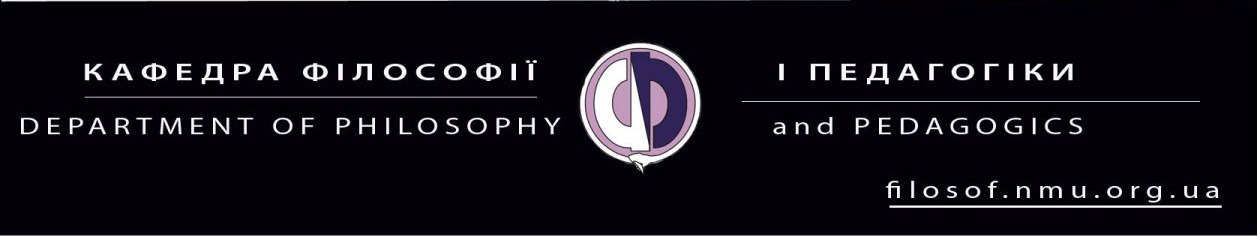 КАФЕДРА ФІЛОСОФІЇ І ПЕДАГОГІКИ
DEPARTMENT OF PHILOSOPHY and PEDAGOGICS
filosof.nmu.org.ua